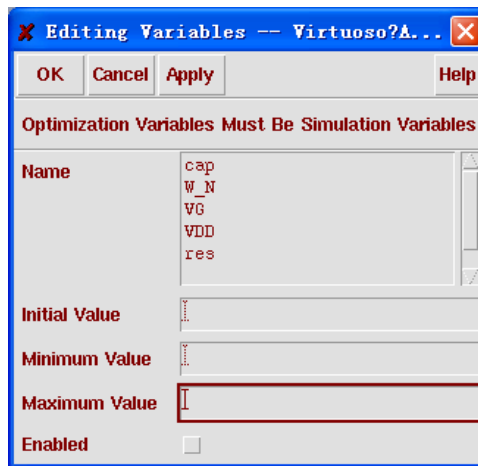 Editing Variables -- Virtuoso?A...
OK Cancel Apply Help
Optimization Variables Must Be Simulation Variables
Name
cap
W_N
VG
VDD
res
Initial Value
Minimum Value
Maximum Value
Enabled